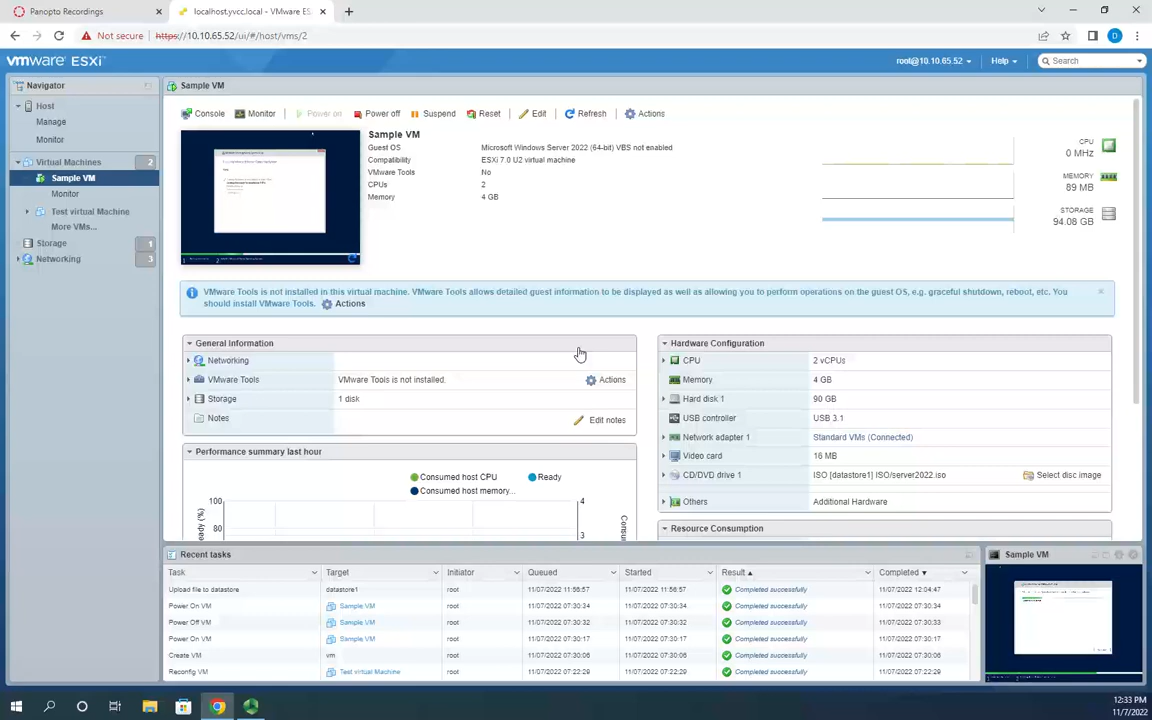 Panopto Recordings
localhost.yvcc.local - VMware ESXi
Not secure
https://10.10.65.52/ui/#/host/vms/2
D
vmware ESXi
root@10.10.65.52
Help
Search
Navigator
Host
Manage
Monitor
Virtual Machines 2
Sample VM
Monitor
Test virtual Machine
More VMs...
Storage 1
Networking 3
Sample VM
Console
Monitor
Power on
Power off
Suspend
Reset
Edit
Refresh
Actions
Sample VM
Guest OS Microsoft Windows Server 2022 (64-bit) VBS not enabled
Compatibility ESXi 7.0 U2 virtual machine
VMware Tools No
CPUs 2
Memory 4 GB
CPU
0 MHz
MEMORY
89 MB
STORAGE
94.08 GB
VMware Tools is not installed in this virtual machine. VMware Tools allows detailed guest information to be displayed as well as allowing you to perform operations on the guest OS, e.g. graceful shutdown, reboot, etc. You
should install VMware Tools. Actions
General Information
Networking
VMware Tools VMware Tools is not installed. Actions
Storage 1 disk
Notes Edit notes
Performance summary last hour
Consumed host CPU
Ready
Consumed host memory...
100
80
4
3
Hardware Configuration
CPU 2 vCPUs
Memory 4 GB
Hard disk 1 90 GB
USB controller USB 3.1
Network adapter 1 Standard VMs (Connected)
Video card 16 MB
CD/DVD drive 1 ISO [datastore1] ISO/server2022.iso Select disc image
Others Additional Hardware
Resource Consumption
Recent tasks
Task Target Initiator Queued Started Result Completed
Upload file to datastore datastore1 root 11/07/2022 11:56:57 11/07/2022 11:56:57 Completed successfully 11/07/2022 12:04:47
Power On VM Sample VM root 11/07/2022 07:30:34 11/07/2022 07:30:34 Completed successfully 11/07/2022 07:30:34
Power Off VM Sample VM root 11/07/2022 07:30:32 11/07/2022 07:30:32 Completed successfully 11/07/2022 07:30:33
Power On VM Sample VM root 11/07/2022 07:30:17 11/07/2022 07:30:17 Completed successfully 11/07/2022 07:30:17
Create VM vm root 11/07/2022 07:30:06 11/07/2022 07:30:06 Completed successfully 11/07/2022 07:30:06
Reconfig VM Test virtual Machine root 11/07/2022 07:22:29 11/07/2022 07:22:29 Completed successfully 11/07/2022 07:22:29
Sample VM
12:33 PM
11/7/2022